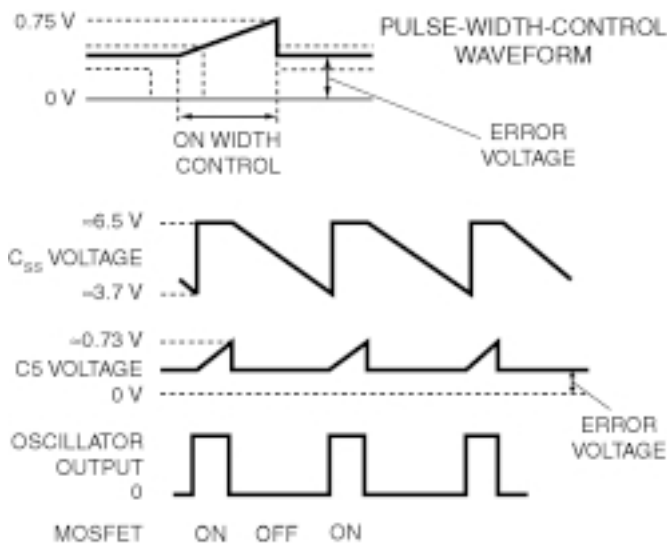 0.75 V
PULSE-WIDTH-CONTROL
WAVEFORM
0 V
ON WIDTH
CONTROL
ERROR
VOLTAGE
≈6.5 V
CSS VOLTAGE
≈3.7 V
≈0.73 V
C5 VOLTAGE
0 V
ERROR
VOLTAGE
OSCILLATOR
OUTPUT
0
MOSFET ON OFF ON